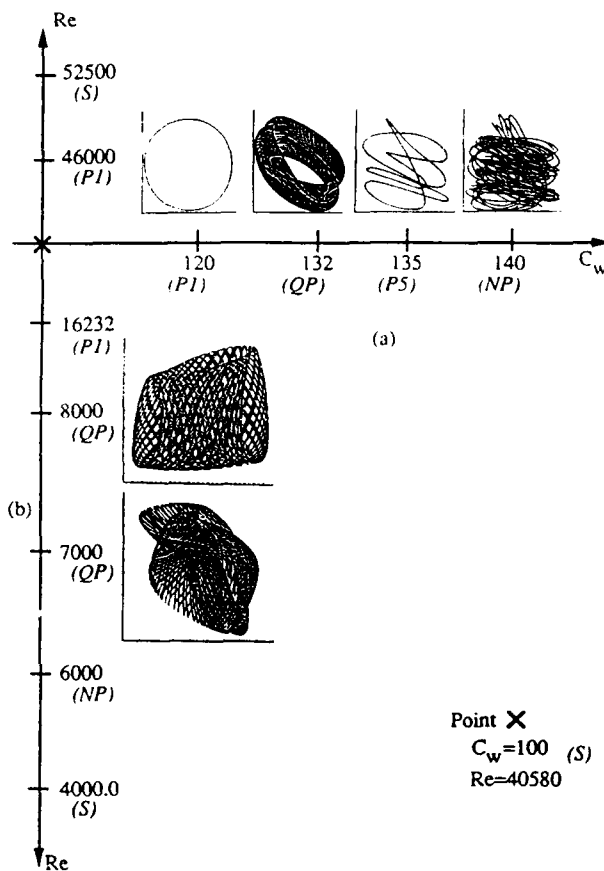 Re
52500
(S)
46000
(P1)
120
(P1)
132
(QP)
135
(P5)
140
(NP)
C_w
(a)
16232
(P1)
8000
(QP)
(b)
7000
(QP)
6000
(NP)
4000.0
(S)
Re
Point ✕
C_w=100 (S)
Re=40580